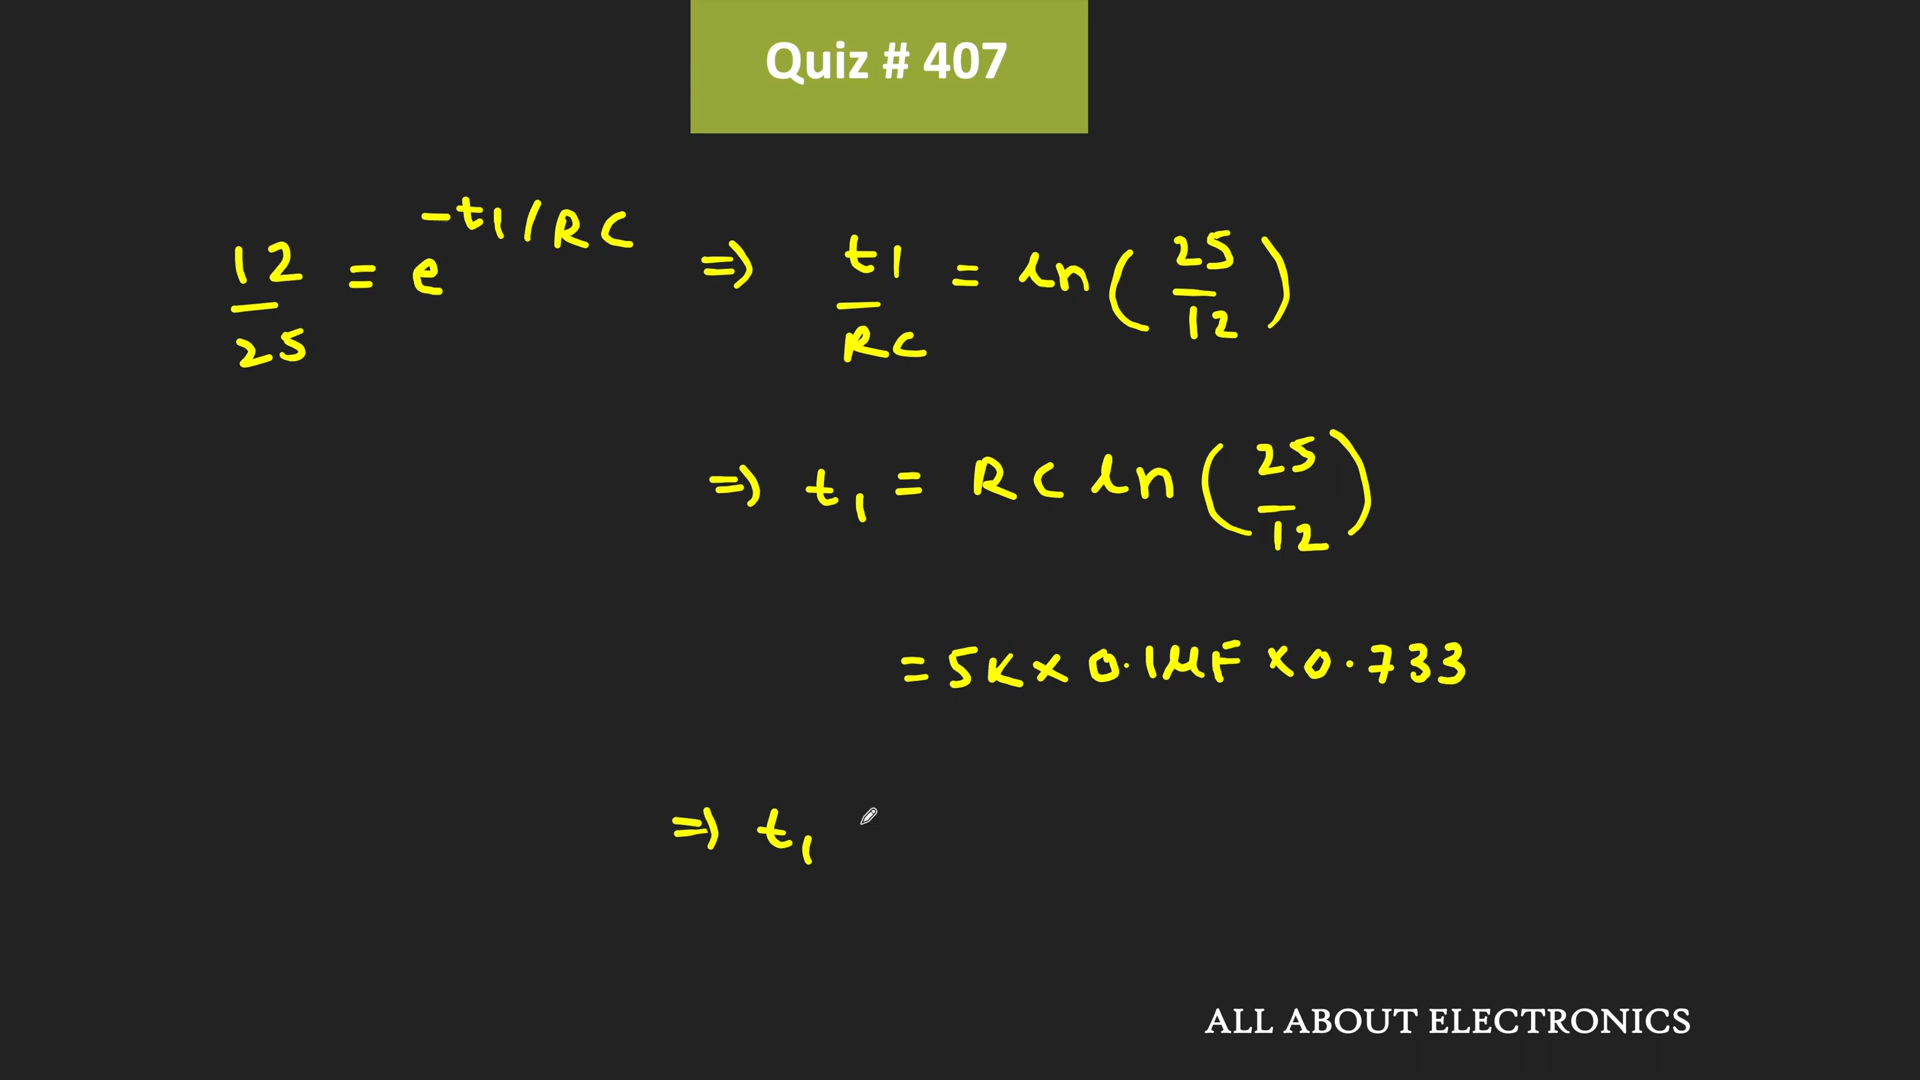 Quiz # 407
12/25 = e^(-t1/RC) ⇒ t1/RC = ln(25/12)
⇒ t1 = RC ln(25/12)
= 5K × 0.1μF × 0.733
⇒ t1
ALL ABOUT ELECTRONICS